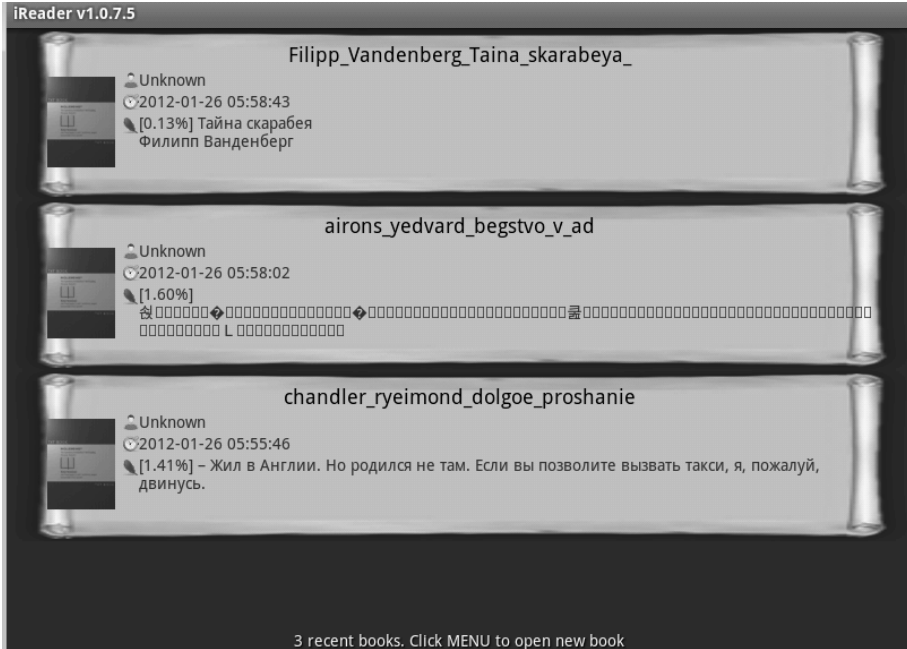 iReader v1.0.7.5
Filipp_Vandenberg_Taina_skarabeya_
Unknown
2012-01-26 05:58:43
[0.13%] Тайна скарабея
Филипп Ванденберг
airons_yedvard_begstvo_v_ad
Unknown
2012-01-26 05:58:02
[1.60%]
L
chandler_ryeimond_dolgoe_proshanie
Unknown
2012-01-26 05:55:46
[1.41%] – Жил в Англии. Но родился не там. Если вы позволите вызвать такси, я, пожалуй,
двинусь.
3 recent books. Click MENU to open new book